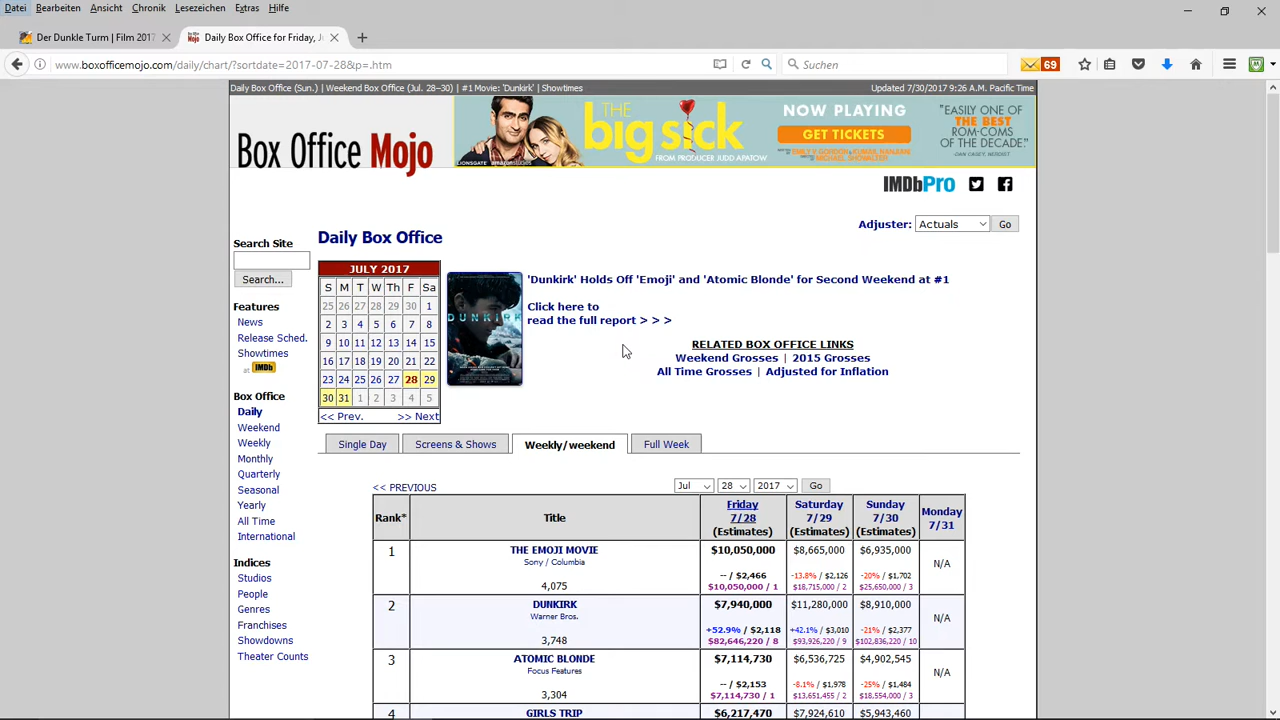 Datei Bearbeiten Ansicht Chronik Lesezeichen Extras Hilfe
Der Dunkle Turm | Film 2017
Daily Box Office for Friday, J
www.boxofficemojo.com/daily/chart/?sortdate=2017-07-28&p=.htm
Suchen
69
Daily Box Office (Sun.) | Weekend Box Office (Jul. 28–30) | #1 Movie: 'Dunkirk' | Showtimes
Updated 7/30/2017 9:26 A.M. Pacific Time
Box Office Mojo
LIONSGATE amazonstudios
THE
big sick
FROM PRODUCER JUDD APATOW
NOW PLAYING
GET TICKETS
"EASILY ONE OF
THE BEST
ROM-COMS
OF THE DECADE."
IMDbPro
Adjuster: Actuals Go
Daily Box Office
Search Site
Search...
Features
News
Release Sched.
Showtimes
at IMDb
Box Office
Daily
Weekend
Weekly
Monthly
Quarterly
Seasonal
Yearly
All Time
International
Indices
Studios
People
Genres
Franchises
Showdowns
Theater Counts
JULY 2017
S M T W Th F Sa
25 26 27 28 29 30 1
2 3 4 5 6 7 8
9 10 11 12 13 14 15
16 17 18 19 20 21 22
23 24 25 26 27 28 29
30 31 1 2 3 4 5
<< Prev. >> Next
DUNKIRK
'Dunkirk' Holds Off 'Emoji' and 'Atomic Blonde' for Second Weekend at #1
Click here to
read the full report > > >
RELATED BOX OFFICE LINKS
Weekend Grosses | 2015 Grosses
All Time Grosses | Adjusted for Inflation
Single Day Screens & Shows Weekly/weekend Full Week
<< PREVIOUS
Jul 28 2017 Go
Rank* Title
Friday
7/28
(Estimates)
Saturday
7/29
(Estimates)
Sunday
7/30
(Estimates)
Monday
7/31
1
THE EMOJI MOVIE
Sony / Columbia
4,075
$10,050,000 $8,665,000 $6,935,000 N/A
-- / $2,466 -13.8% / $2,126 -20% / $1,702
$10,050,000 / 1 $18,715,000 / 2 $25,650,000 / 3
2
DUNKIRK
Warner Bros.
3,748
$7,940,000 $11,280,000 $8,910,000 N/A
+52.9% / $2,118 +42.1% / $3,010 -21% / $2,377
$82,646,220 / 8 $93,926,220 / 9 $102,836,220 / 10
3
ATOMIC BLONDE
Focus Features
3,304
$7,114,730 $6,536,725 $4,902,545 N/A
-- / $2,153 -8.1% / $1,978 -25% / $1,484
$7,114,730 / 1 $13,651,455 / 2 $18,554,000 / 3
4
GIRLS TRIP
$6,217,470 $7,924,610 $5,943,460